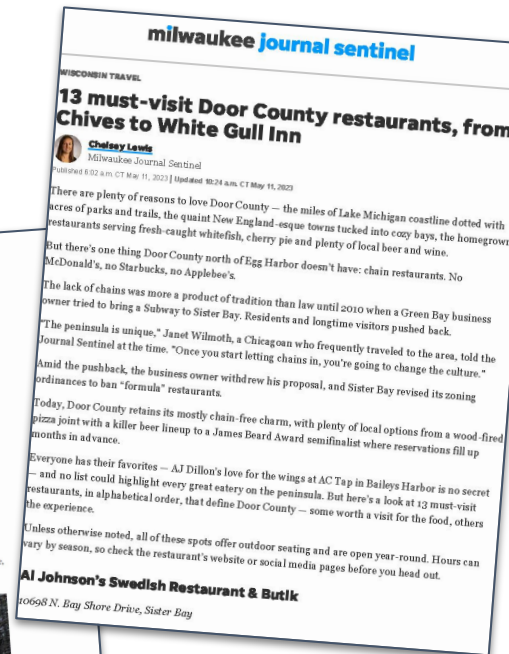 milwaukee journal sentinel
WISCONSIN TRAVEL
13 must-visit Door County restaurants, from
Chives to White Gull Inn
Chelsey Lewis
Milwaukee Journal Sentinel
Published 6:02 a.m. CT May 11, 2023 | Updated 10:24 a.m. CT May 11, 2023
There are plenty of reasons to love Door County — the miles of Lake Michigan coastline dotted with
acres of parks and trails, the quaint New England-esque towns tucked into cozy bays, the homegrown
restaurants serving fresh-caught whitefish, cherry pie and plenty of local beer and wine.
But there's one thing Door County north of Egg Harbor doesn't have: chain restaurants. No
McDonald's, no Starbucks, no Applebee's.
The lack of chains was more a product of tradition than law until 2010 when a Green Bay business
owner tried to bring a Subway to Sister Bay. Residents and longtime visitors pushed back.
"The peninsula is unique," Janet Wilmoth, a Chicagoan who frequently traveled to the area, told the
Journal Sentinel at the time. "Once you start letting chains in, you're going to change the culture."
Amid the pushback, the business owner withdrew his proposal, and Sister Bay revised its zoning
ordinances to ban “formula” restaurants.
Today, Door County retains its mostly chain-free charm, with plenty of local options from a wood-fired
pizza joint with a killer beer lineup to a James Beard Award semifinalist where reservations fill up
months in advance.
Everyone has their favorites — AJ Dillon's love for the wings at AC Tap in Baileys Harbor is no secret
— and no list could highlight every great eatery on the peninsula. But here's a look at 13 must-visit
restaurants, in alphabetical order, that define Door County — some worth a visit for the food, others
the experience.
Unless otherwise noted, all of these spots offer outdoor seating and are open year-round. Hours can
vary by season, so check the restaurant's website or social media pages before you head out.
Al Johnson's Swedish Restaurant & Butik
10698 N. Bay Shore Drive, Sister Bay